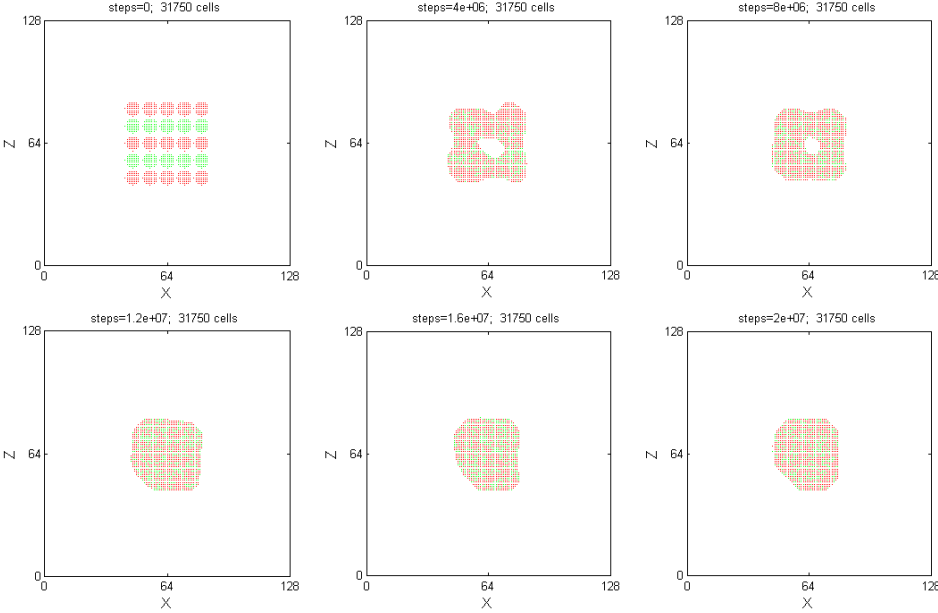 steps=0;  31750 cells
128
Z
64
0
0
64
128
X
steps=4e+06;  31750 cells
128
Z
64
0
0
64
128
X
steps=8e+06;  31750 cells
128
Z
64
0
0
64
128
X
steps=1.2e+07;  31750 cells
128
Z
64
0
0
64
128
X
steps=1.6e+07;  31750 cells
128
Z
64
0
0
64
128
X
steps=2e+07;  31750 cells
128
Z
64
0
0
64
128
X